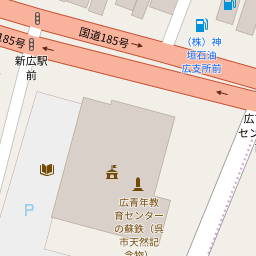 国道185号
185号
新広駅
前
(株)神
垣石油
広支所前
広
セン
広青年教
育センター
の蘇鉄（呉
市天然記
念物）
P